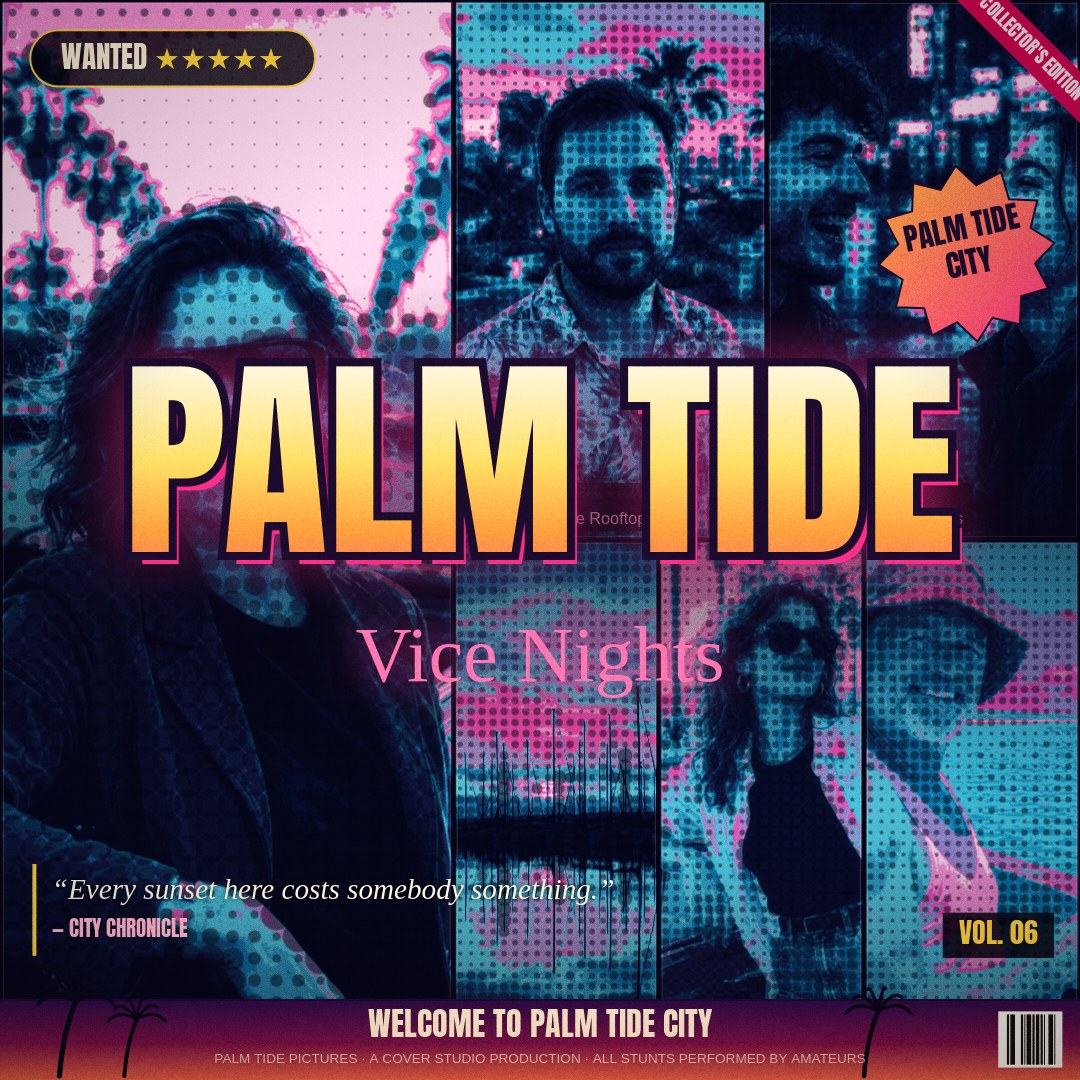 WANTED ★★★★★
COLLECTOR'S EDITION
PALM TIDE
CITY
PALM TIDE
e Rooftop
Vice Nights
“Every sunset here costs somebody something.”
– CITY CHRONICLE
VOL. 06
WELCOME TO PALM TIDE CITY
PALM TIDE PICTURES · A COVER STUDIO PRODUCTION · ALL STUNTS PERFORMED BY AMATEURS